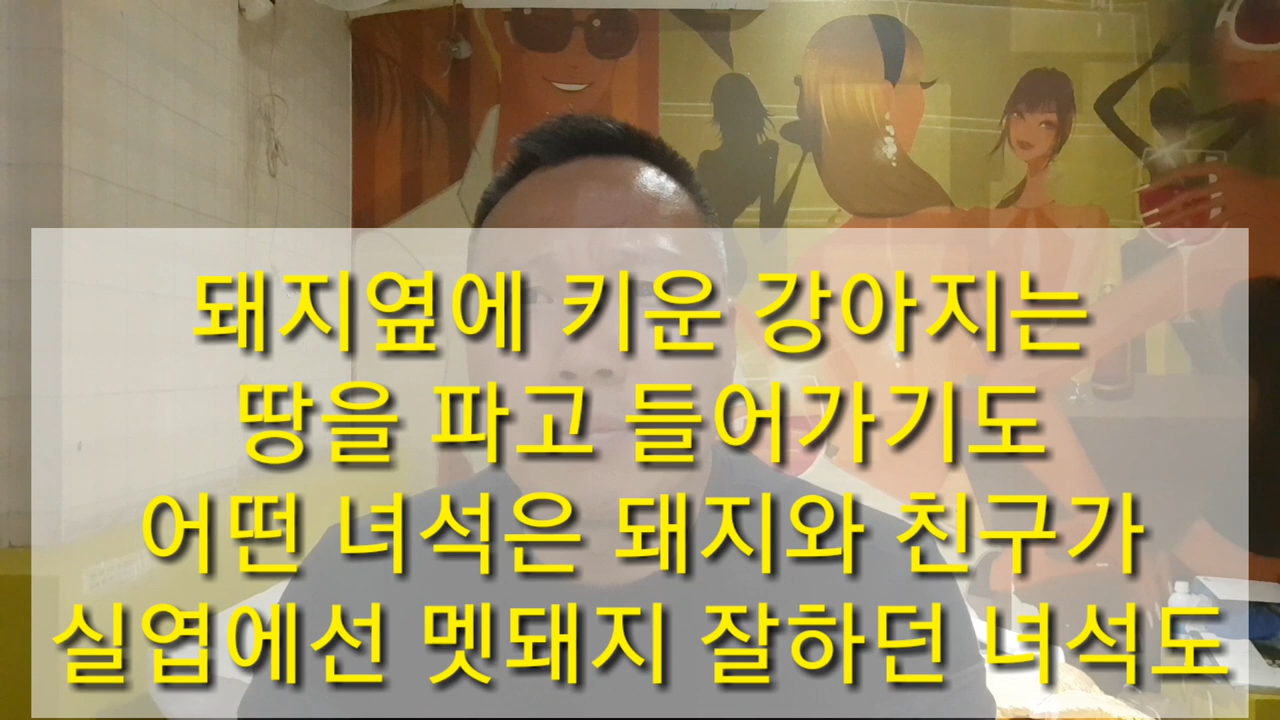 돼지옆에 키운 강아지는
땅을 파고 들어가기도
어떤 녀석은 돼지와 친구가
실엽에선 멧돼지 잘하던 녀석도